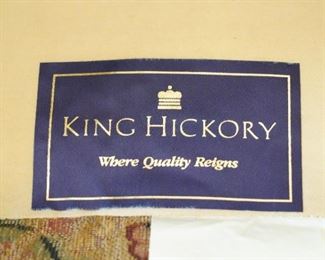 KING HICKORY
Where Quality Reigns